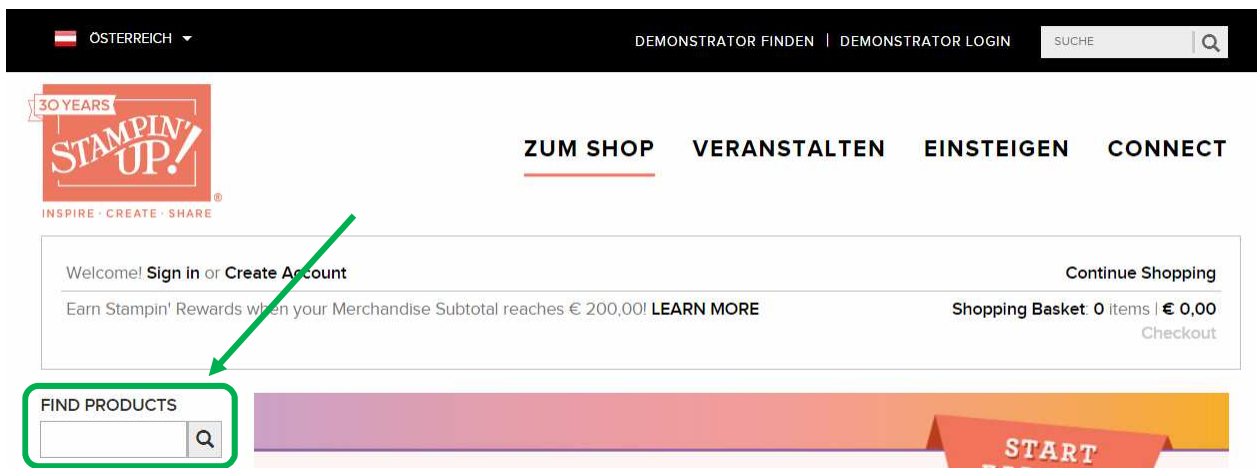 ÖSTERREICH
DEMONSTRATOR FINDEN | DEMONSTRATOR LOGIN
SUCHE
30 YEARS
STAMPIN' UP!®
INSPIRE · CREATE · SHARE
ZUM SHOP
VERANSTALTEN
EINSTEIGEN
CONNECT
Welcome! Sign in or Create Account
Continue Shopping
Earn Stampin' Rewards when your Merchandise Subtotal reaches € 200,00! LEARN MORE
Shopping Basket: 0 items | € 0,00
Checkout
FIND PRODUCTS
START